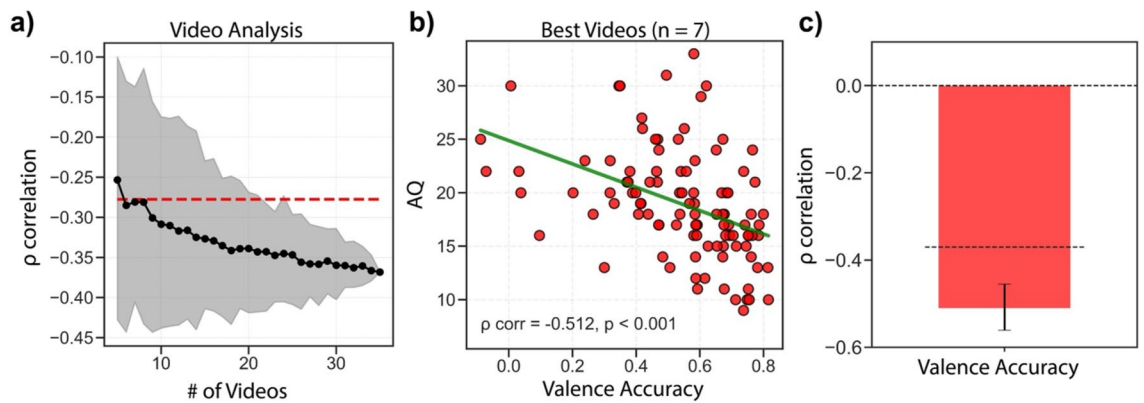 a)
Video Analysis
ρ correlation
−0.10
−0.15
−0.20
−0.25
−0.30
−0.35
−0.40
−0.45
10
20
30
# of Videos
b)
Best Videos (n = 7)
AQ
30
25
20
15
10
ρ corr = -0.512, p < 0.001
0.0
0.2
0.4
0.6
0.8
Valence Accuracy
c)
ρ correlation
0.0
−0.2
−0.4
−0.6
Valence Accuracy